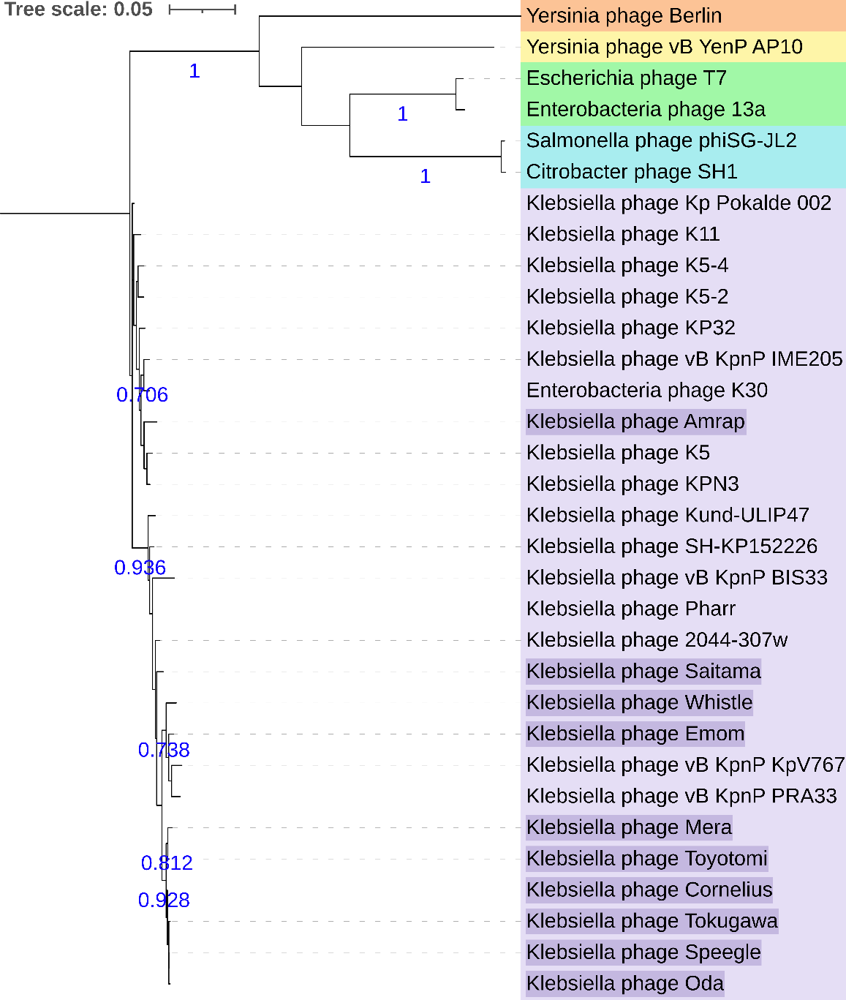 Tree scale: 0.05
Yersinia phage Berlin
Yersinia phage vB YenP AP10
1
Escherichia phage T7
Enterobacteria phage 13a
1
Salmonella phage phiSG-JL2
Citrobacter phage SH1
1
Klebsiella phage Kp Pokalde 002
Klebsiella phage K11
Klebsiella phage K5-4
Klebsiella phage K5-2
Klebsiella phage KP32
Klebsiella phage vB KpnP IME205
Enterobacteria phage K30
0.706
Klebsiella phage Amrap
Klebsiella phage K5
Klebsiella phage KPN3
Klebsiella phage Kund-ULIP47
Klebsiella phage SH-KP152226
0.936
Klebsiella phage vB KpnP BIS33
Klebsiella phage Pharr
Klebsiella phage 2044-307w
Klebsiella phage Saitama
Klebsiella phage Whistle
Klebsiella phage Emom
0.738
Klebsiella phage vB KpnP KpV767
Klebsiella phage vB KpnP PRA33
Klebsiella phage Mera
Klebsiella phage Toyotomi
0.812
Klebsiella phage Cornelius
0.928
Klebsiella phage Tokugawa
Klebsiella phage Speegle
Klebsiella phage Oda